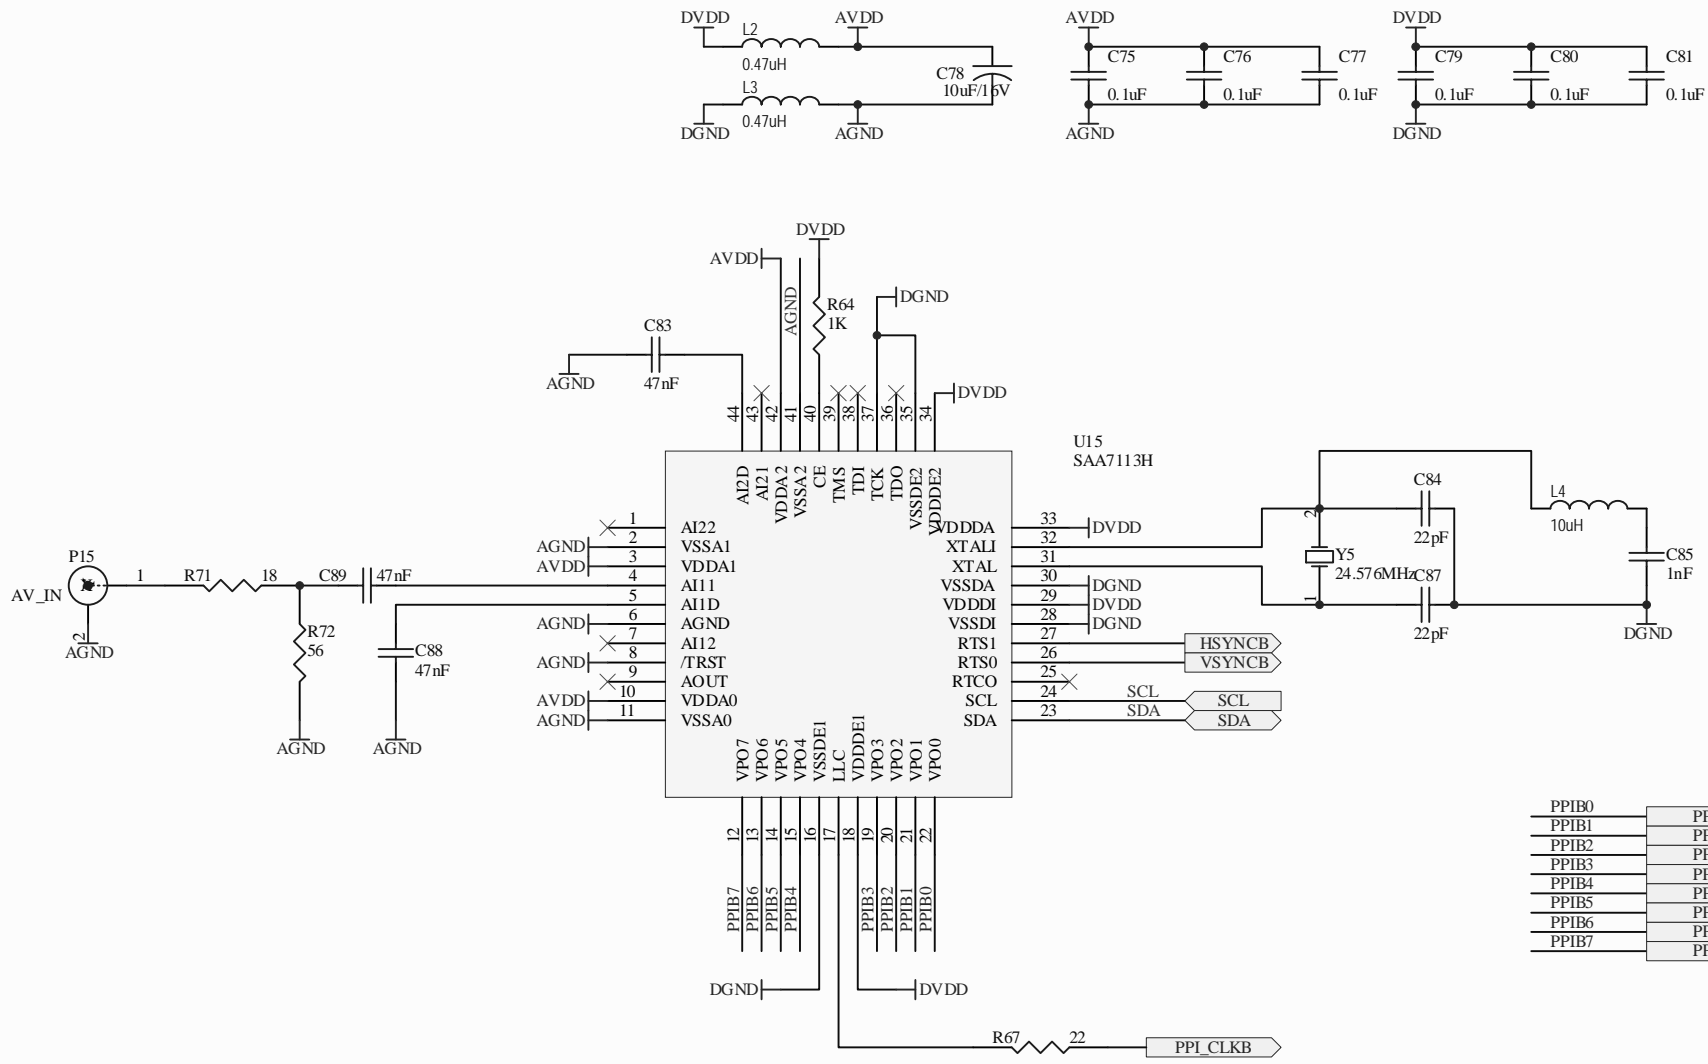 DVDD
L2
0.47uH
AVDD
C78
10uF/16V
L3
0.47uH
DGND
AGND
AVDD
C75
0.1uF
C76
0.1uF
C77
0.1uF
AGND
DVDD
C79
0.1uF
C80
0.1uF
C81
0.1uF
DGND
DVDD
AVDD
AGND
R64
1K
DGND
DVDD
C83
47nF
AGND
44
43
42
41
40
39
38
37
36
35
34
AI2D
AI21
VDDA2
VSSA2
CE
TMS
TDI
TCK
TDO
VSSDE2
VDDDE2
U15
SAA7113H
1 AI22
AGND 2 VSSA1
AVDD 3 VDDA1
4 AI11
5 AI1D
AGND 6 AGND
7 AI12
AGND 8 /TRST
9 AOUT
AVDD 10 VDDA0
AGND 11 VSSA0
VDDDA 33 DVDD
XTALI 32
XTAL 31
VSSDA 30 DGND
VDDDI 29 DVDD
VSSDI 28 DGND
RTS1 27 HSYNCB
RTS0 26 VSYNCB
RTCO 25
SCL 24 SCL SCL
SDA 23 SDA SDA
P15
AV_IN
1
2
AGND
R71
18
C89
47nF
R72
56
AGND
C88
47nF
AGND
C84
22pF
2
Y5
24.576MHz
1
C87
22pF
L4
10uH
C85
1nF
DGND
VPO7
VPO6
VPO5
VPO4
VSSDE1
LLC
VDDDE1
VPO3
VPO2
VPO1
VPO0
12
13
14
15
16
17
18
19
20
21
22
PPIB7
PPIB6
PPIB5
PPIB4
PPIB3
PPIB2
PPIB1
PPIB0
DGND
DVDD
R67
22
PPI_CLKB
PPIB0
PPIB1
PPIB2
PPIB3
PPIB4
PPIB5
PPIB6
PPIB7